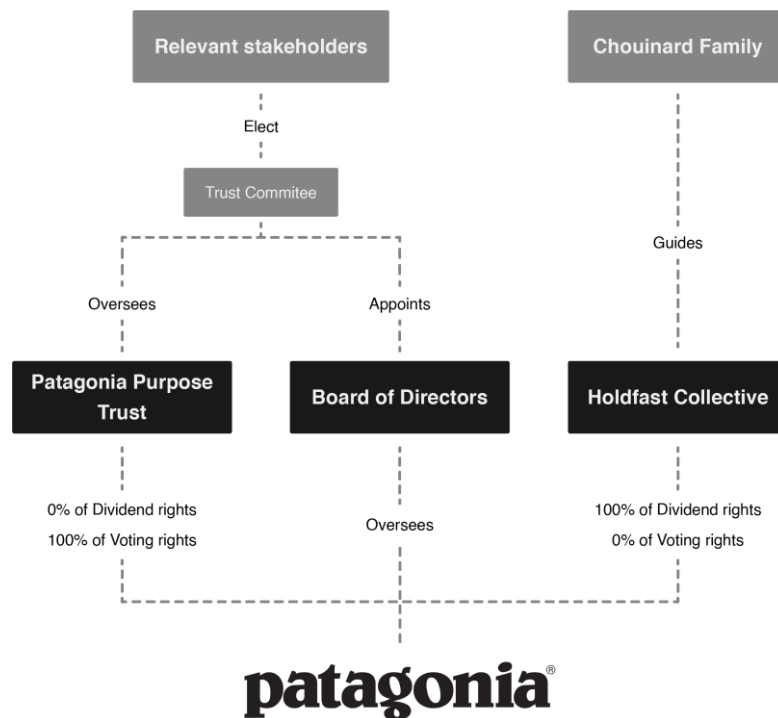 Relevant stakeholders
Chouinard Family
Elect
Trust Commitee
Guides
Oversees
Appoints
Patagonia Purpose
Trust
Board of Directors
Holdfast Collective
0% of Dividend rights
100% of Voting rights
Oversees
100% of Dividend rights
0% of Voting rights
patagonia®